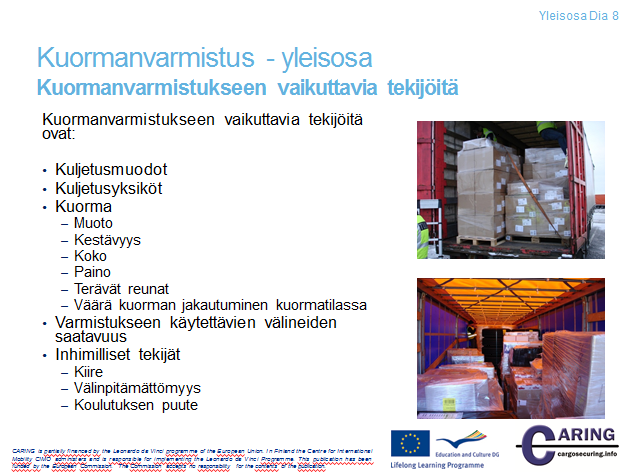 Yleisosa Dia 8
Kuormanvarmistus - yleisosa
Kuormanvarmistukseen vaikuttavia tekijöitä
Kuormanvarmistukseen vaikuttavia tekijöitä
ovat:
• Kuljetusmuodot
• Kuljetusyksiköt
• Kuorma
– Muoto
– Kestävyys
– Koko
– Paino
– Terävät reunat
– Väärä kuorman jakautuminen kuormatilassa
• Varmistukseen käytettävien välineiden
saatavuus
• Inhimilliset tekijät
– Kiire
– Välinpitämättömyys
– Koulutuksen puute
CARING is partially financed by the Leonardo da Vinci programme of the European Union. In Finland the Centre for International
Mobility CIMO administers and is responsible for implementing the Leonardo da Vinci Programme. This publication has been
funded by the European Commission. The Commission accepts no responsibility for the contents of the publication
Education and Culture DG
Lifelong Learning Programme
CARING
cargosecuring.info